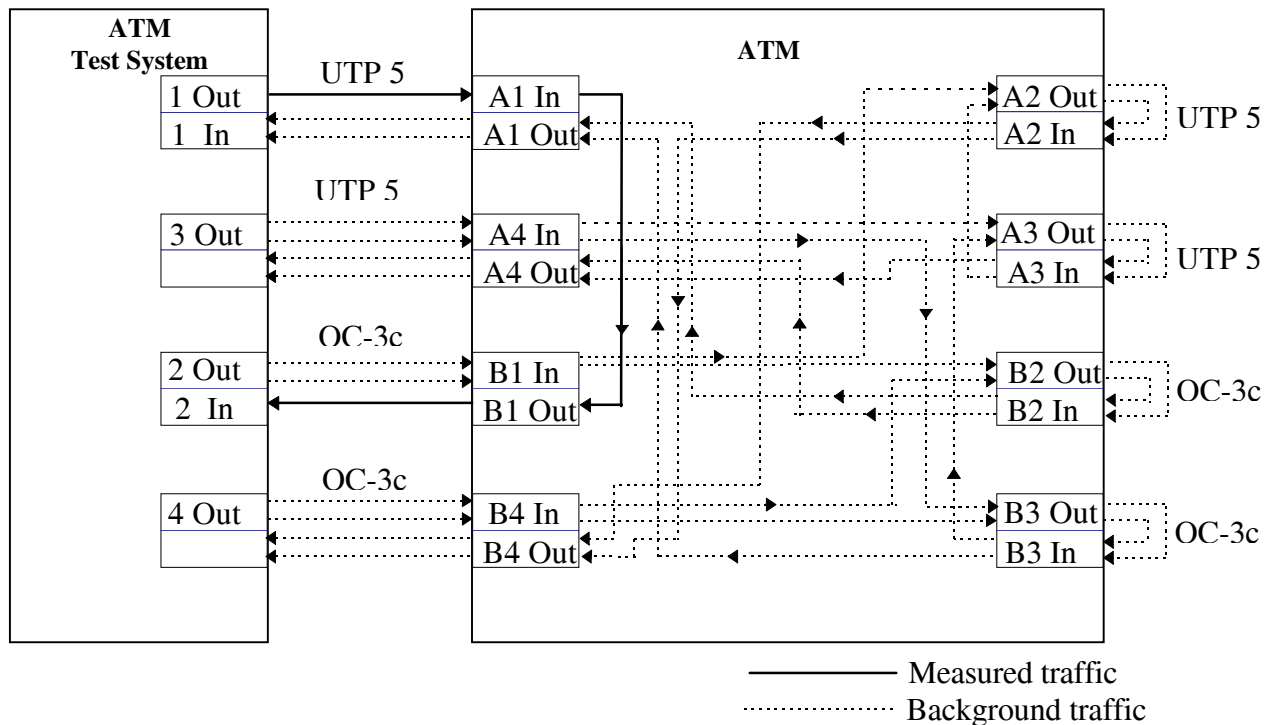 ATM
Test System
ATM
UTP 5
1 Out
1 In
A1 In
A1 Out
A2 Out
A2 In
UTP 5
UTP 5
3 Out
A4 In
A4 Out
A3 Out
A3 In
UTP 5
OC-3c
2 Out
2 In
B1 In
B1 Out
B2 Out
B2 In
OC-3c
OC-3c
4 Out
B4 In
B4 Out
B3 Out
B3 In
OC-3c
Measured traffic
Background traffic